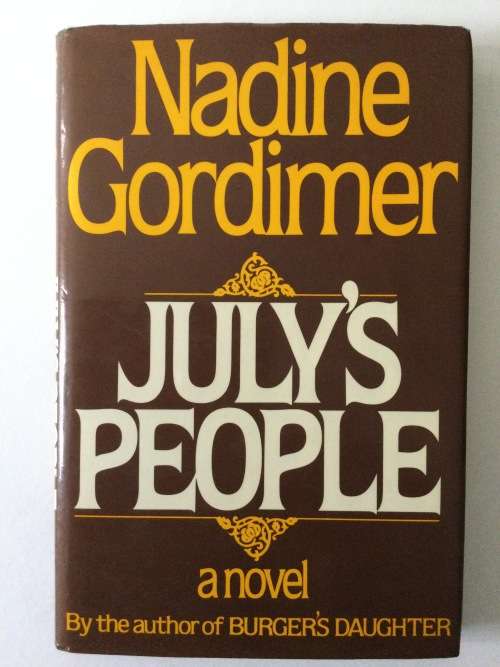 Nadine
Gordimer
JULY'S
PEOPLE
a novel
By the author of BURGER'S DAUGHTER